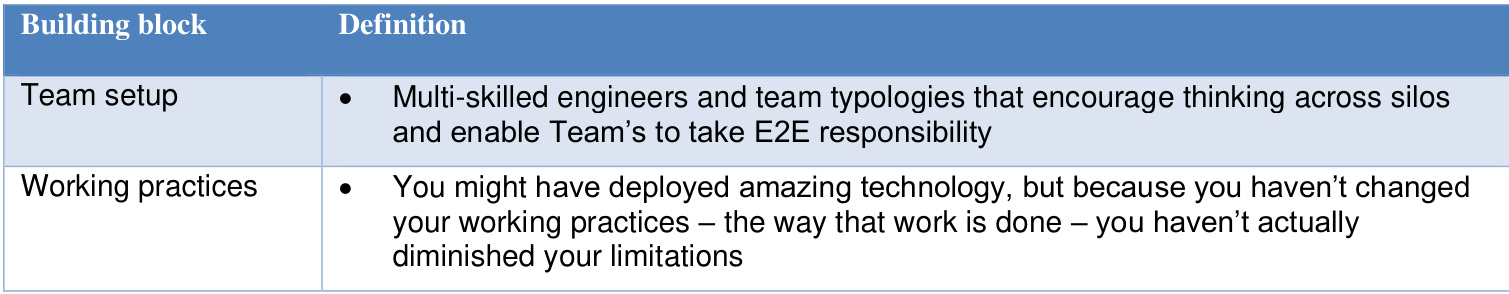 Building block Definition
Team setup • Multi-skilled engineers and team typologies that encourage thinking across silos
and enable Team’s to take E2E responsibility
Working practices • You might have deployed amazing technology, but because you haven’t changed
your working practices – the way that work is done – you haven’t actually
diminished your limitations